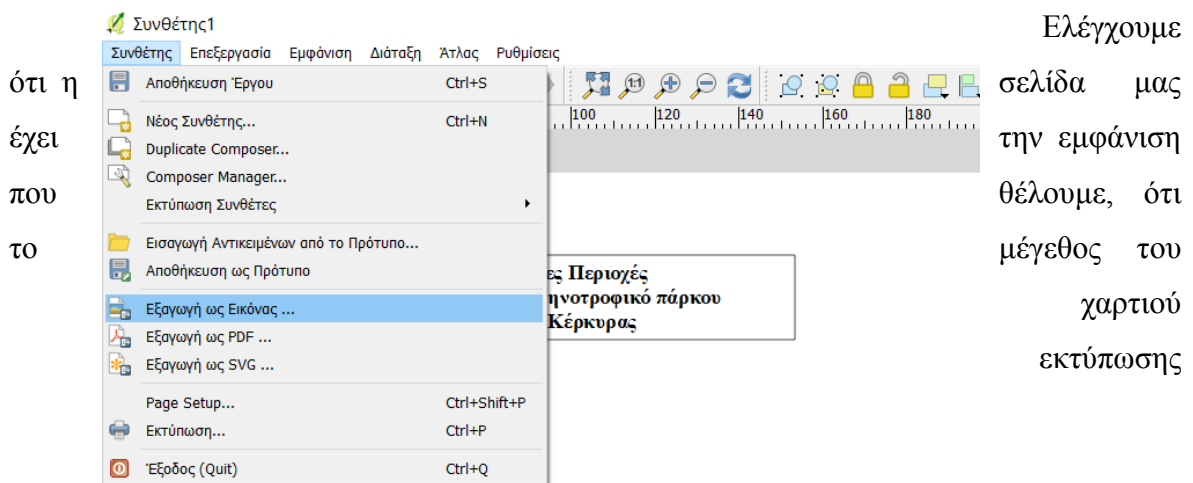 Συνθέτης1
Συνθέτης Επεξεργασία Εμφάνιση Διάταξη Άτλας Ρυθμίσεις
Ελέγχουμε
ότι η σελίδα μας
έχει την εμφάνιση
που θέλουμε, ότι
το μέγεθος του
χαρτιού
εκτύπωσης
Αποθήκευση Έργου Ctrl+S
Νέος Συνθέτης... Ctrl+N
Duplicate Composer...
Composer Manager...
Εκτύπωση Συνθέτες
Εισαγωγή Αντικειμένων από το Πρότυπο...
Αποθήκευση ως Πρότυπο
Εξαγωγή ως Εικόνας ...
Εξαγωγή ως PDF ...
Εξαγωγή ως SVG ...
Page Setup... Ctrl+Shift+P
Εκτύπωση... Ctrl+P
Έξοδος (Quit) Ctrl+Q
1:1
100 120 140 160 180
Περιοχές
πάρκου
Κέρκυρας